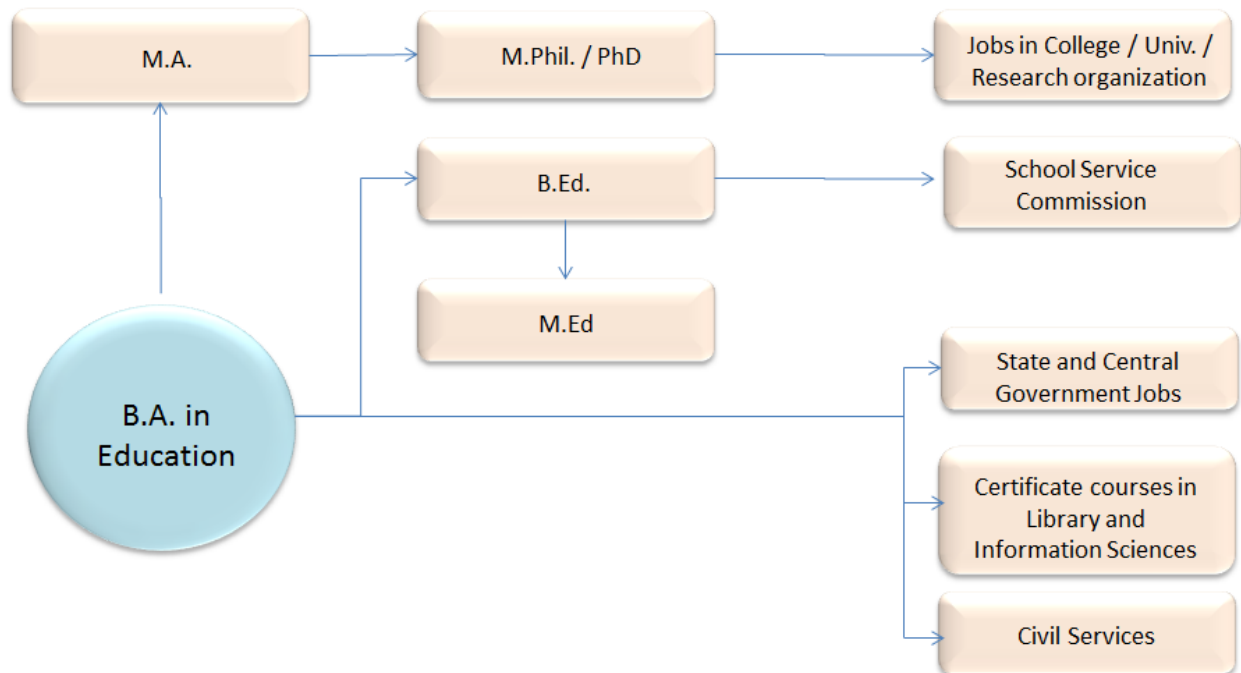 M.A.
M.Phil. / PhD
Jobs in College / Univ. /
Research organization
B.Ed.
School Service
Commission
M.Ed
B.A. in
Education
State and Central
Government Jobs
Certificate courses in
Library and
Information Sciences
Civil Services